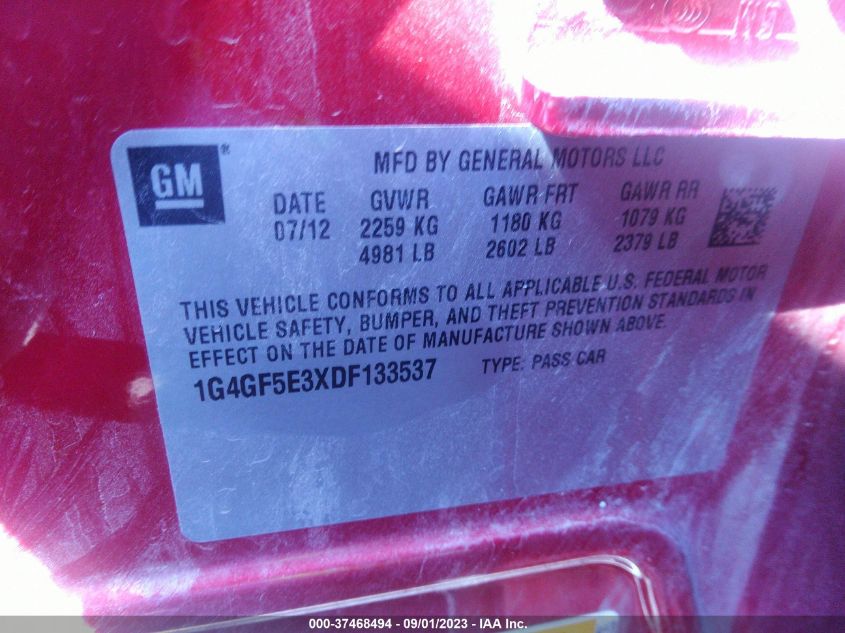 GM®
MFD BY GENERAL MOTORS LLC
DATE GVWR GAWR FRT GAWR RR
07/12 2259 KG 1180 KG 1079 KG
4981 LB 2602 LB 2379 LB
THIS VEHICLE CONFORMS TO ALL APPLICABLE U.S. FEDERAL MOTOR
VEHICLE SAFETY, BUMPER, AND THEFT PREVENTION STANDARDS IN
EFFECT ON THE DATE OF MANUFACTURE SHOWN ABOVE.
1G4GF5E3XDF133537 TYPE: PASS CAR
000-37468494 - 09/01/2023 - IAA Inc.